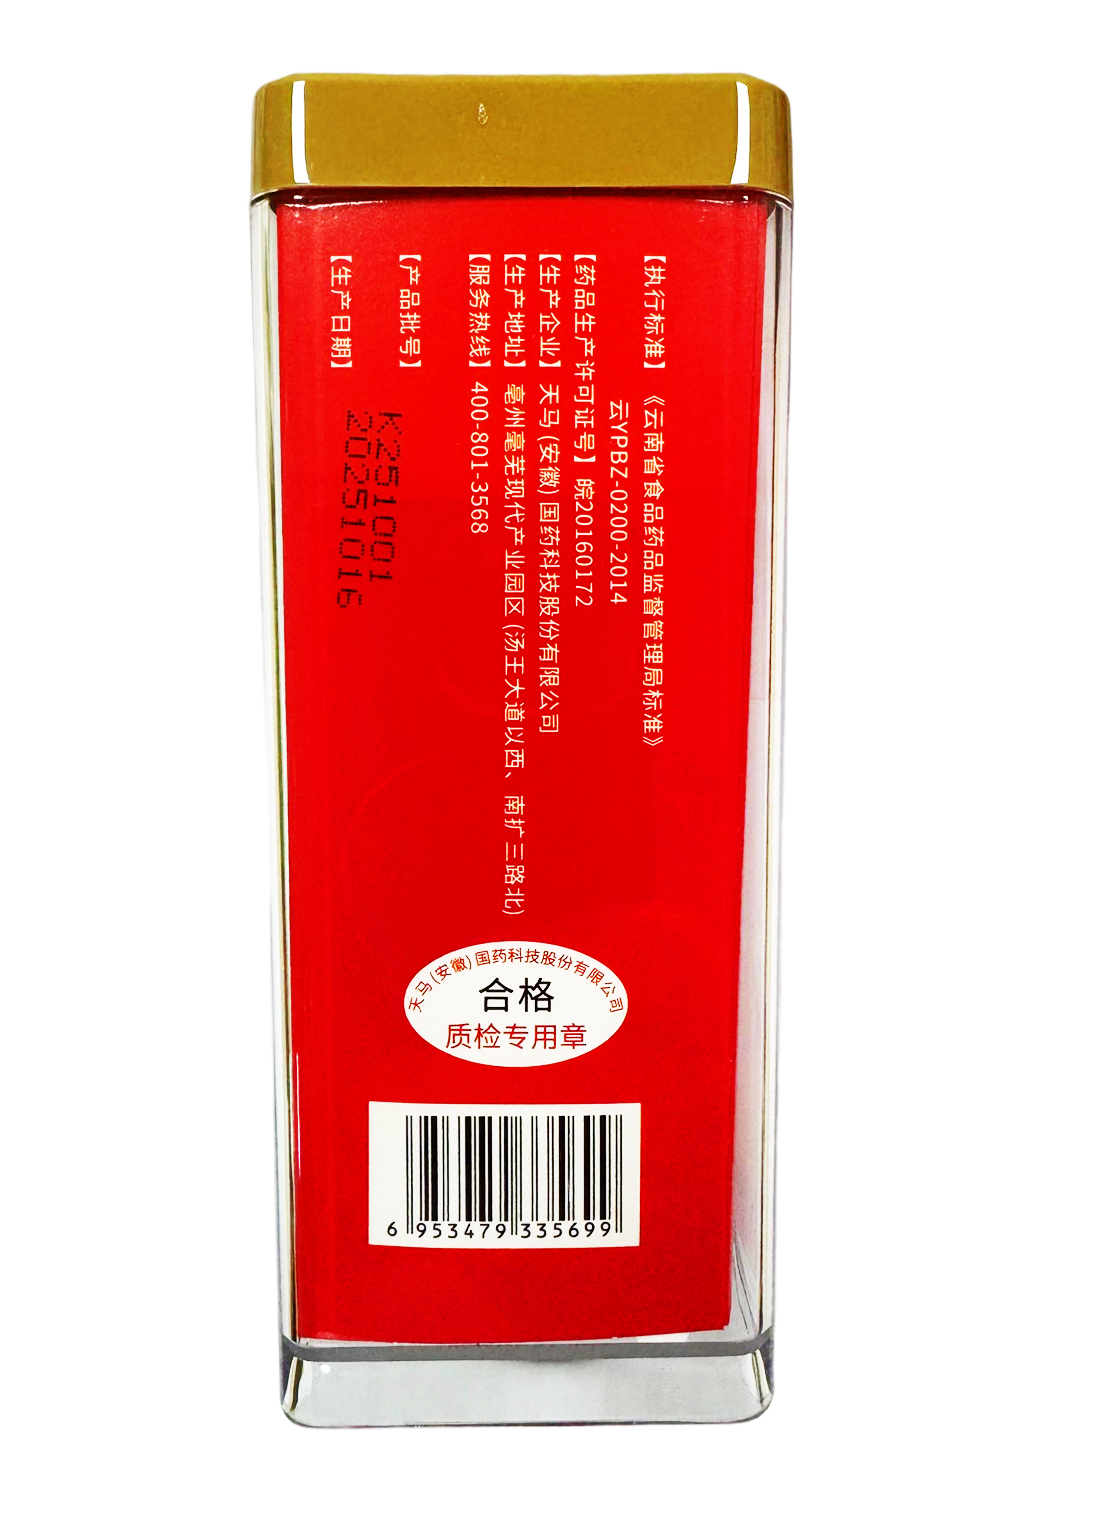 【执行标准】 《云南省食品药品监督管理局标准》
云YPBZ-0200-2014
【药品生产许可证号】 皖20160172
【生产企业】 天马(安徽)国药科技股份有限公司
【生产地址】 亳州亳芜现代产业园区(汤王大道以西、南扩三路北)
【服务热线】 400-801-3568
【产品批号】 K251001
【生产日期】 20251016
天马(安徽)国药科技股份有限公司
合格
质检专用章
6 953479 335699